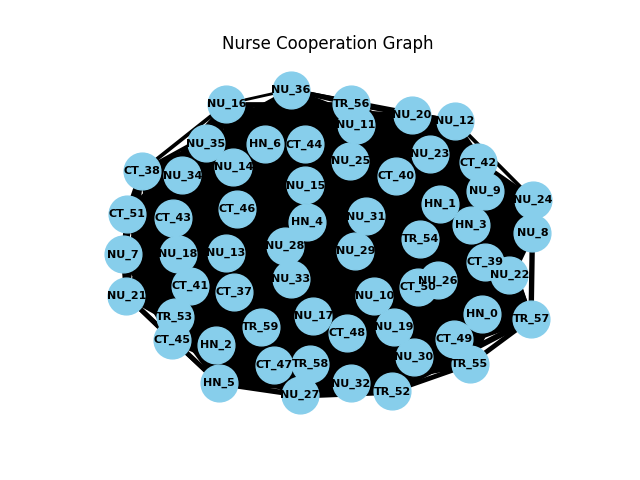 Nurse Cooperation Graph
NU_36
NU_16
TR_56
NU_20
NU_12
NU_11
NU_35
HN_6
CT_44
NU_23
NU_25
CT_42
NU_14
CT_38
NU_34
CT_40
NU_15
NU_9
NU_24
HN_1
CT_46
CT_51
CT_43
NU_31
HN_4
HN_3
NU_8
TR_54
NU_28
NU_29
NU_13
NU_18
NU_7
CT_39
NU_22
NU_33
NU_26
CT_50
CT_41
CT_37
NU_21
NU_10
HN_0
NU_17
TR_53
TR_57
TR_59
NU_19
CT_48
CT_49
CT_45
HN_2
NU_30
TR_58
CT_47
TR_55
HN_5
NU_32
TR_52
NU_27